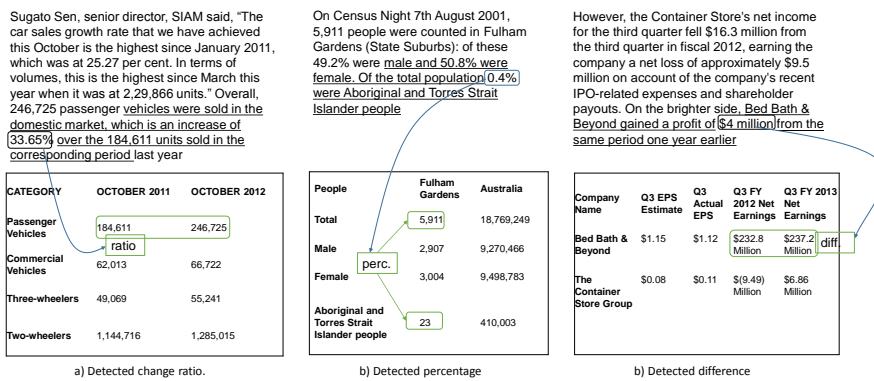 Sugato Sen, senior director, SIAM said, “The
car sales growth rate that we have achieved
this October is the highest since January 2011,
which was at 25.27 per cent. In terms of
volumes, this is the highest since March this
year when it was at 2,29,866 units.” Overall,
246,725 passenger vehicles were sold in the
domestic market, which is an increase of
33.65% over the 184,611 units sold in the
corresponding period last year
CATEGORY OCTOBER 2011 OCTOBER 2012
Passenger
Vehicles 184,611 246,725
ratio
Commercial
Vehicles 62,013 66,722
Three-wheelers 49,069 55,241
Two-wheelers 1,144,716 1,285,015
a) Detected change ratio.
On Census Night 7th August 2001,
5,911 people were counted in Fulham
Gardens (State Suburbs): of these
49.2% were male and 50.8% were
female. Of the total population 0.4%
were Aboriginal and Torres Strait
Islander people
People Fulham
Gardens Australia
Total 5,911 18,769,249
Male 2,907 9,270,466
perc.
Female 3,004 9,498,783
Aboriginal and
Torres Strait
Islander people 23 410,003
b) Detected percentage
However, the Container Store’s net income
for the third quarter fell $16.3 million from
the third quarter in fiscal 2012, earning the
company a net loss of approximately $9.5
million on account of the company’s recent
IPO-related expenses and shareholder
payouts. On the brighter side, Bed Bath &
Beyond gained a profit of $4 million from the
same period one year earlier
Company
Name Q3 EPS
Estimate Q3
Actual
EPS Q3 FY
2012 Net
Earnings Q3 FY 2013
Net
Earnings
Bed Bath &
Beyond $1.15 $1.12 $232.8
Million $237.2
Million
diff.
The
Container
Store Group $0.08 $0.11 $(9.49)
Million $6.86
Million
b) Detected difference